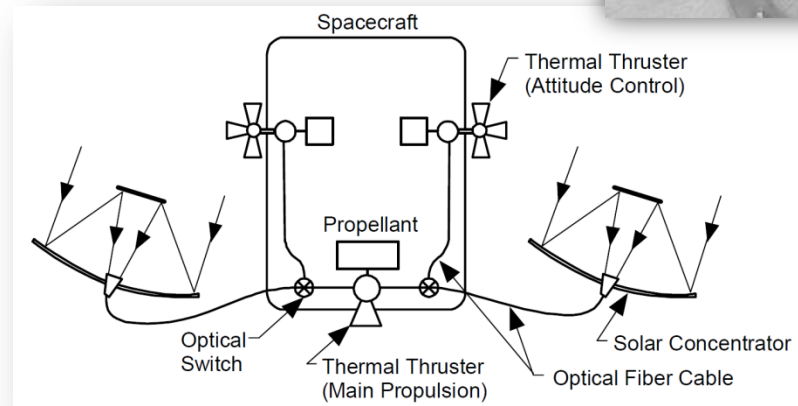 Spacecraft
Thermal Thruster
(Attitude Control)
Propellant
Optical
Switch
Thermal Thruster
(Main Propulsion)
Solar Concentrator
Optical Fiber Cable